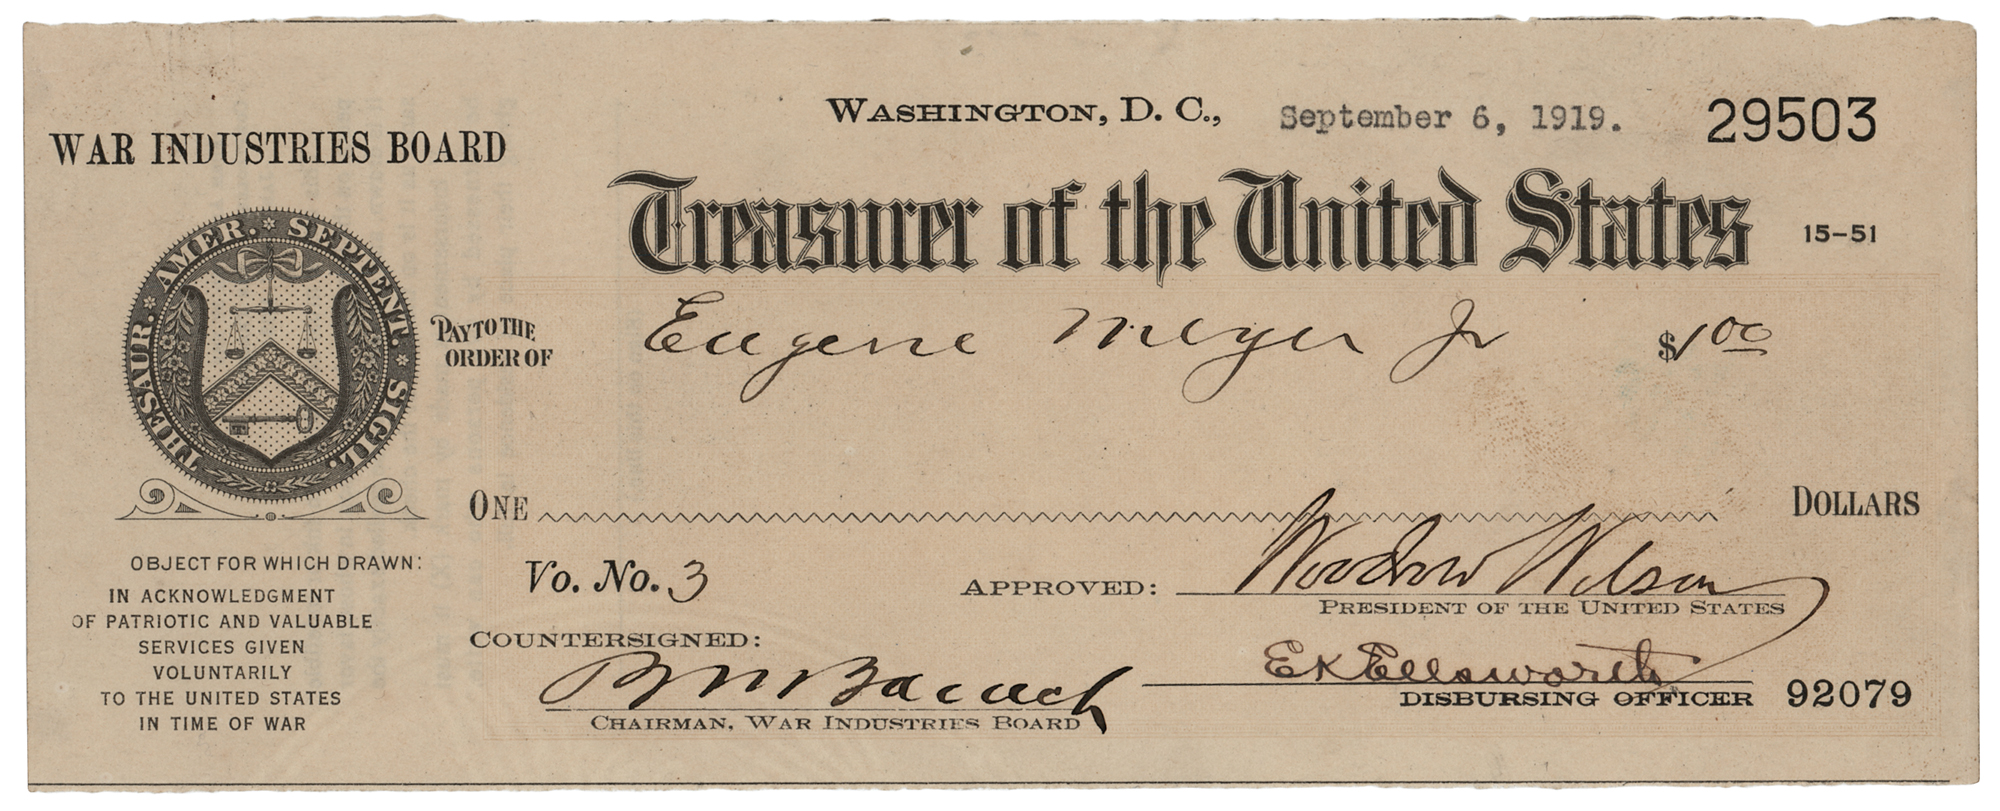 WASHINGTON, D. C., September 6, 1919. 29503
WAR INDUSTRIES BOARD
Treasurer of the United States 15-51
THESAUR. AMER. SEPTENT. SIGIL.
PAY TO THE
ORDER OF Eugene Meyer Jr $1 00
ONE DOLLARS
OBJECT FOR WHICH DRAWN:
IN ACKNOWLEDGMENT
OF PATRIOTIC AND VALUABLE
SERVICES GIVEN
VOLUNTARILY
TO THE UNITED STATES
IN TIME OF WAR
Vo. No. 3
APPROVED: Woodrow Wilson
PRESIDENT OF THE UNITED STATES
COUNTERSIGNED:
B M Baruch
CHAIRMAN, WAR INDUSTRIES BOARD
E K Ellsworth
DISBURSING OFFICER 92079